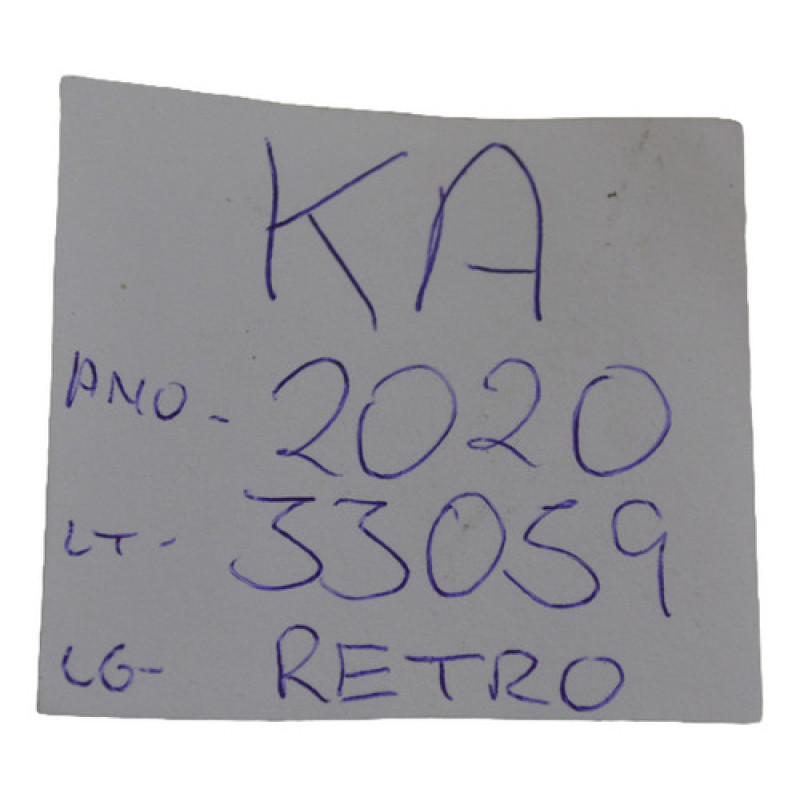 KA
ANO - 2020
LT - 33059
LG - RETRO